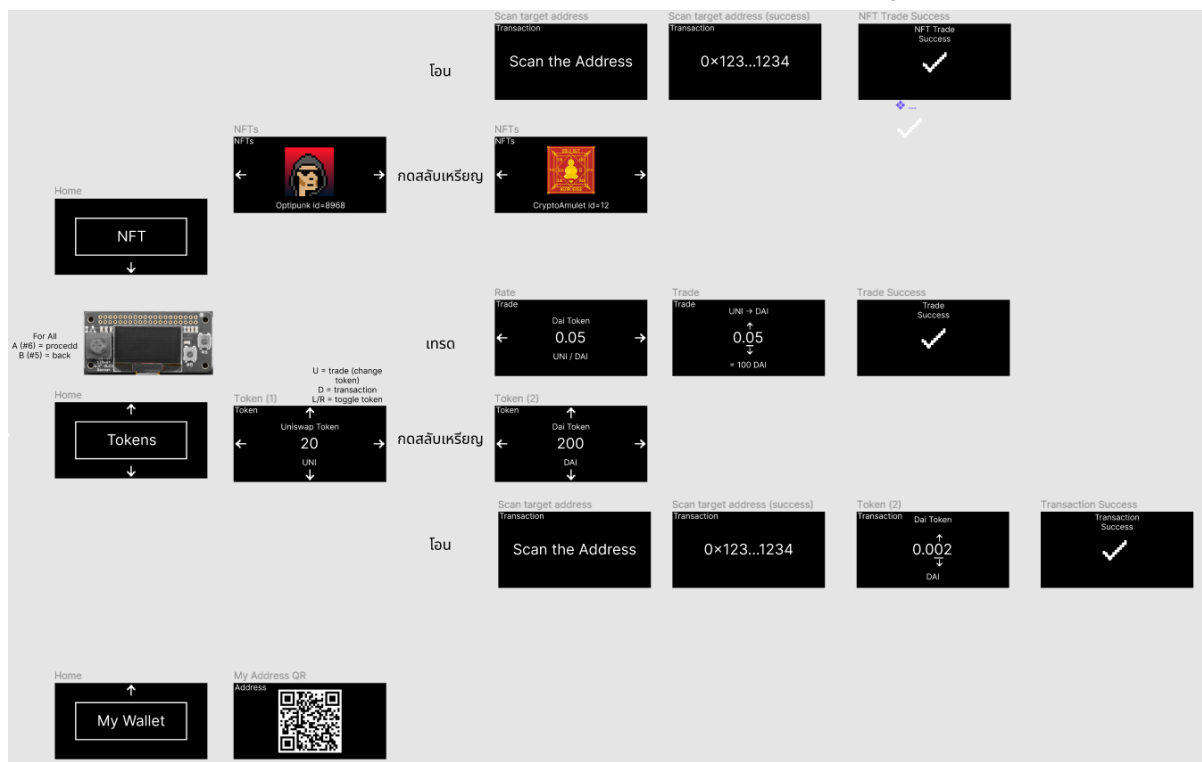 Scan target address
Transaction
Scan the Address
Scan target address (success)
Transaction
0×123...1234
NFT Trade Success
NFT Trade
Success
...
โอน
NFTs
NFTs
Optipunk id=8968
กดสลับเหรียญ
NFTs
NFTs
CryptoAmulet id=12
Home
NFT
For All
A (#6) = procedd
B (#5) = back
เทรด
Rate
Trade
Dai Token
0.05
UNI / DAI
Trade
Trade
UNI → DAI
0.05
= 100 DAI
Trade Success
Trade
Success
Home
Tokens
U = trade (change
token)
D = transaction
L/R = toggle token
Token (1)
Token
Uniswap Token
20
UNI
กดสลับเหรียญ
Token (2)
Token
Dai Token
200
DAI
โอน
Scan target address
Transaction
Scan the Address
Scan target address (success)
Transaction
0×123...1234
Token (2)
Transaction
Dai Token
0.002
DAI
Transaction Success
Transaction
Success
Home
My Wallet
My Address QR
Address